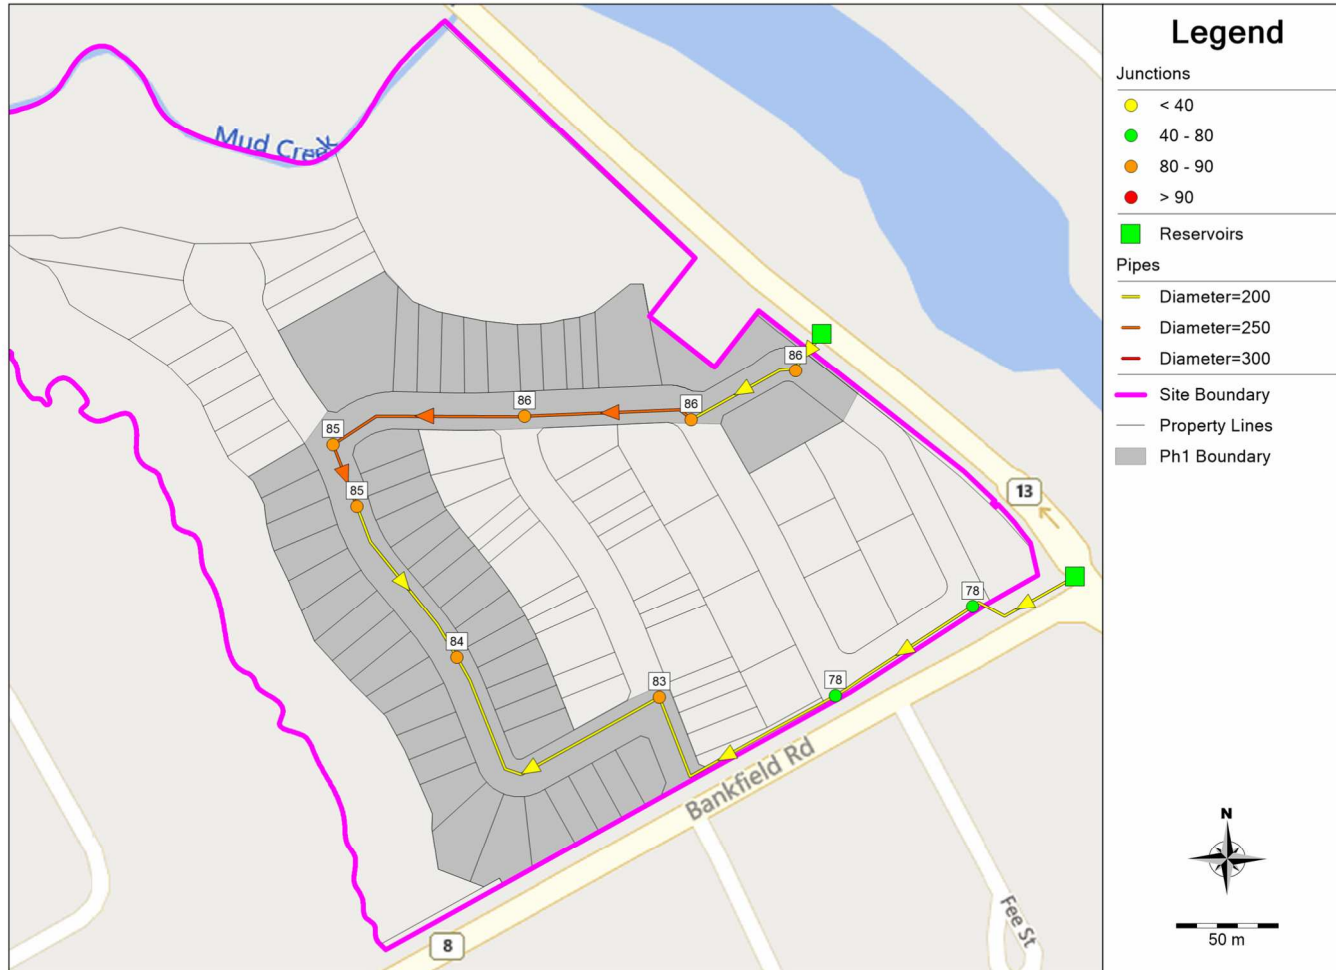 Legend
Junctions
< 40
40 - 80
80 - 90
> 90
Reservoirs
Pipes
Diameter=200
Diameter=250
Diameter=300
Site Boundary
Property Lines
Ph1 Boundary
Mud Creek
86
86
86
85
85
84
83
78
78
13
Bankfield Rd
8
Fee St
N
50 m